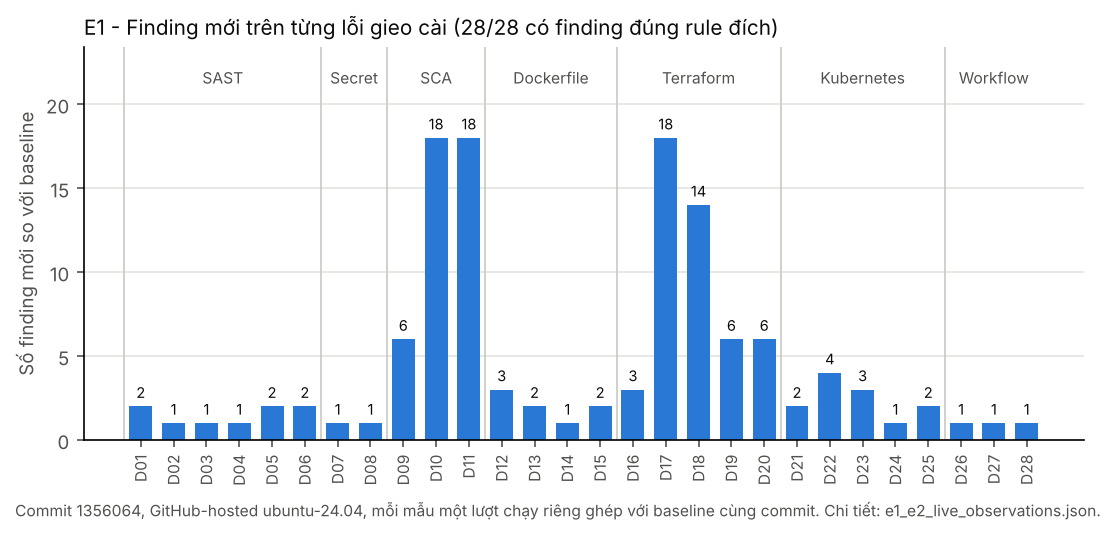 E1 - Finding mới trên từng lỗi gieo cài (28/28 có finding đúng rule đích)
SAST Secret SCA Dockerfile Terraform Kubernetes Workflow
Số finding mới so với baseline
20
15
10
5
0
2 1 1 1 2 2 1 1 6 18 18 3 2 1 2 3 18 14 6 6 2 4 3 1 2 1 1 1
D01 D02 D03 D04 D05 D06 D07 D08 D09 D10 D11 D12 D13 D14 D15 D16 D17 D18 D19 D20 D21 D22 D23 D24 D25 D26 D27 D28
Commit 1356064, GitHub-hosted ubuntu-24.04, mỗi mẫu một lượt chạy riêng ghép với baseline cùng commit. Chi tiết: e1_e2_live_observations.json.